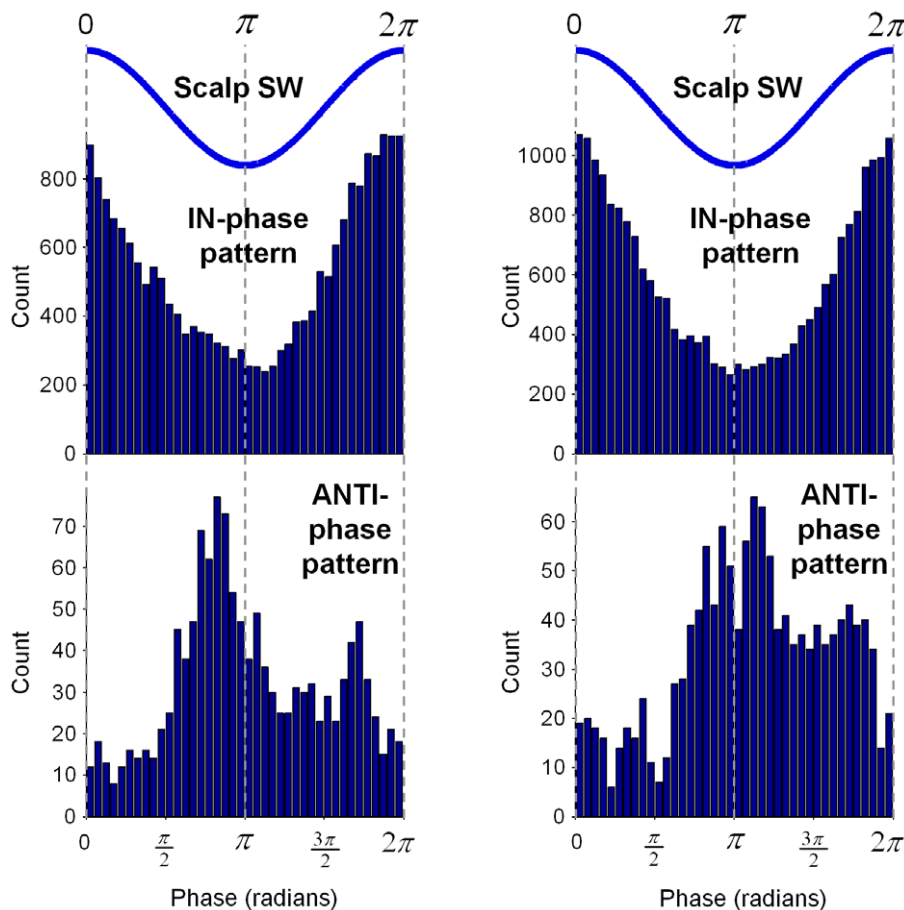 0 π 2π
Scalp SW
IN-phase
pattern
Count
800
600
400
200
0
ANTI-
phase
pattern
Count
70
60
50
40
30
20
10
0
0 π/2 π 3π/2 2π
Phase (radians)
0 π 2π
Scalp SW
IN-phase
pattern
Count
1000
800
600
400
200
0
ANTI-
phase
pattern
Count
60
50
40
30
20
10
0
0 π/2 π 3π/2 2π
Phase (radians)